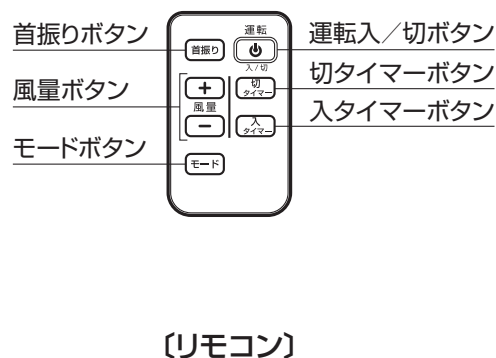 首振りボタン
風量ボタン
モードボタン
運転
首振り
入/切
+
風量
−
切
タイマー
入
タイマー
モード
運転入／切ボタン
切タイマーボタン
入タイマーボタン
〔リモコン〕